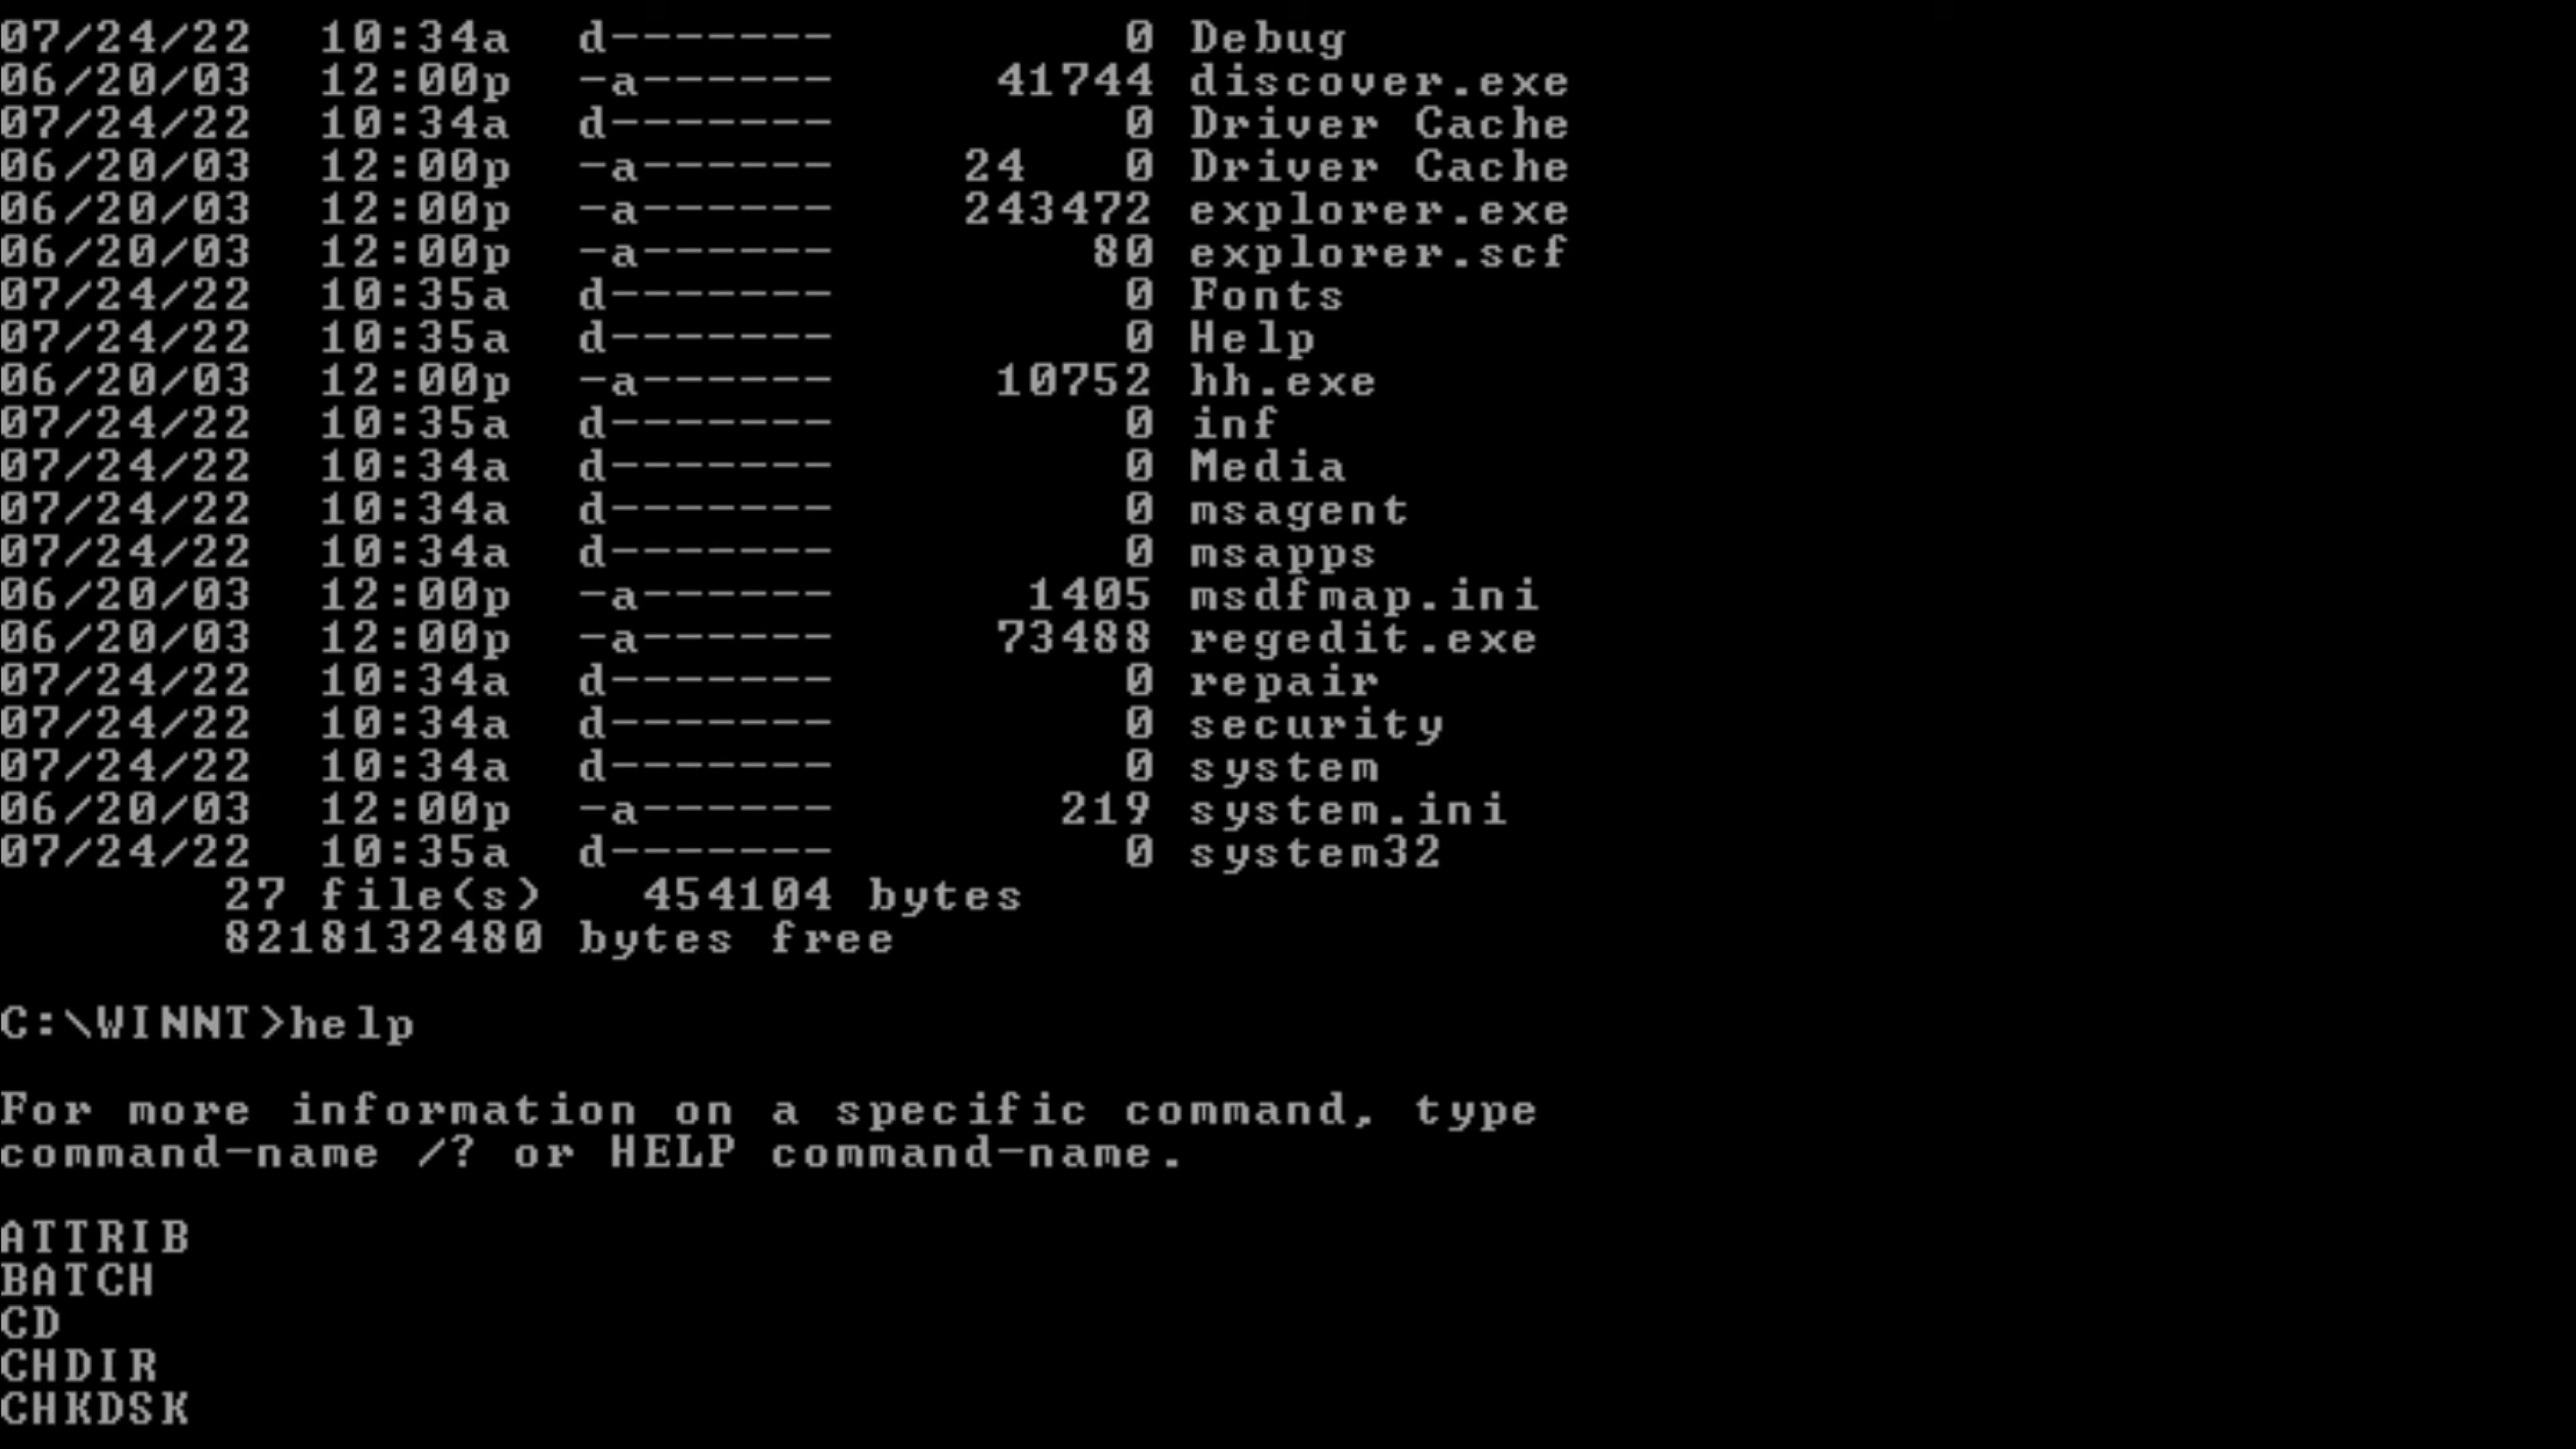 07/24/22  10:34a  d-------         0 Debug
06/20/03  12:00p  -a------     41744 discover.exe
07/24/22  10:34a  d-------         0 Driver Cache
06/20/03  12:00p  -a------    24   0 Driver Cache
06/20/03  12:00p  -a------    243472 explorer.exe
06/20/03  12:00p  -a------        80 explorer.scf
07/24/22  10:35a  d-------         0 Fonts
07/24/22  10:35a  d-------         0 Help
06/20/03  12:00p  -a------     10752 hh.exe
07/24/22  10:35a  d-------         0 inf
07/24/22  10:34a  d-------         0 Media
07/24/22  10:34a  d-------         0 msagent
07/24/22  10:34a  d-------         0 msapps
06/20/03  12:00p  -a------      1405 msdfmap.ini
06/20/03  12:00p  -a------     73488 regedit.exe
07/24/22  10:34a  d-------         0 repair
07/24/22  10:34a  d-------         0 security
07/24/22  10:34a  d-------         0 system
06/20/03  12:00p  -a------       219 system.ini
07/24/22  10:35a  d-------         0 system32
27 file(s)   454104 bytes
8218132480 bytes free
C:\WINNT>help
For more information on a specific command, type
command-name /? or HELP command-name.
ATTRIB
BATCH
CD
CHDIR
CHKDSK